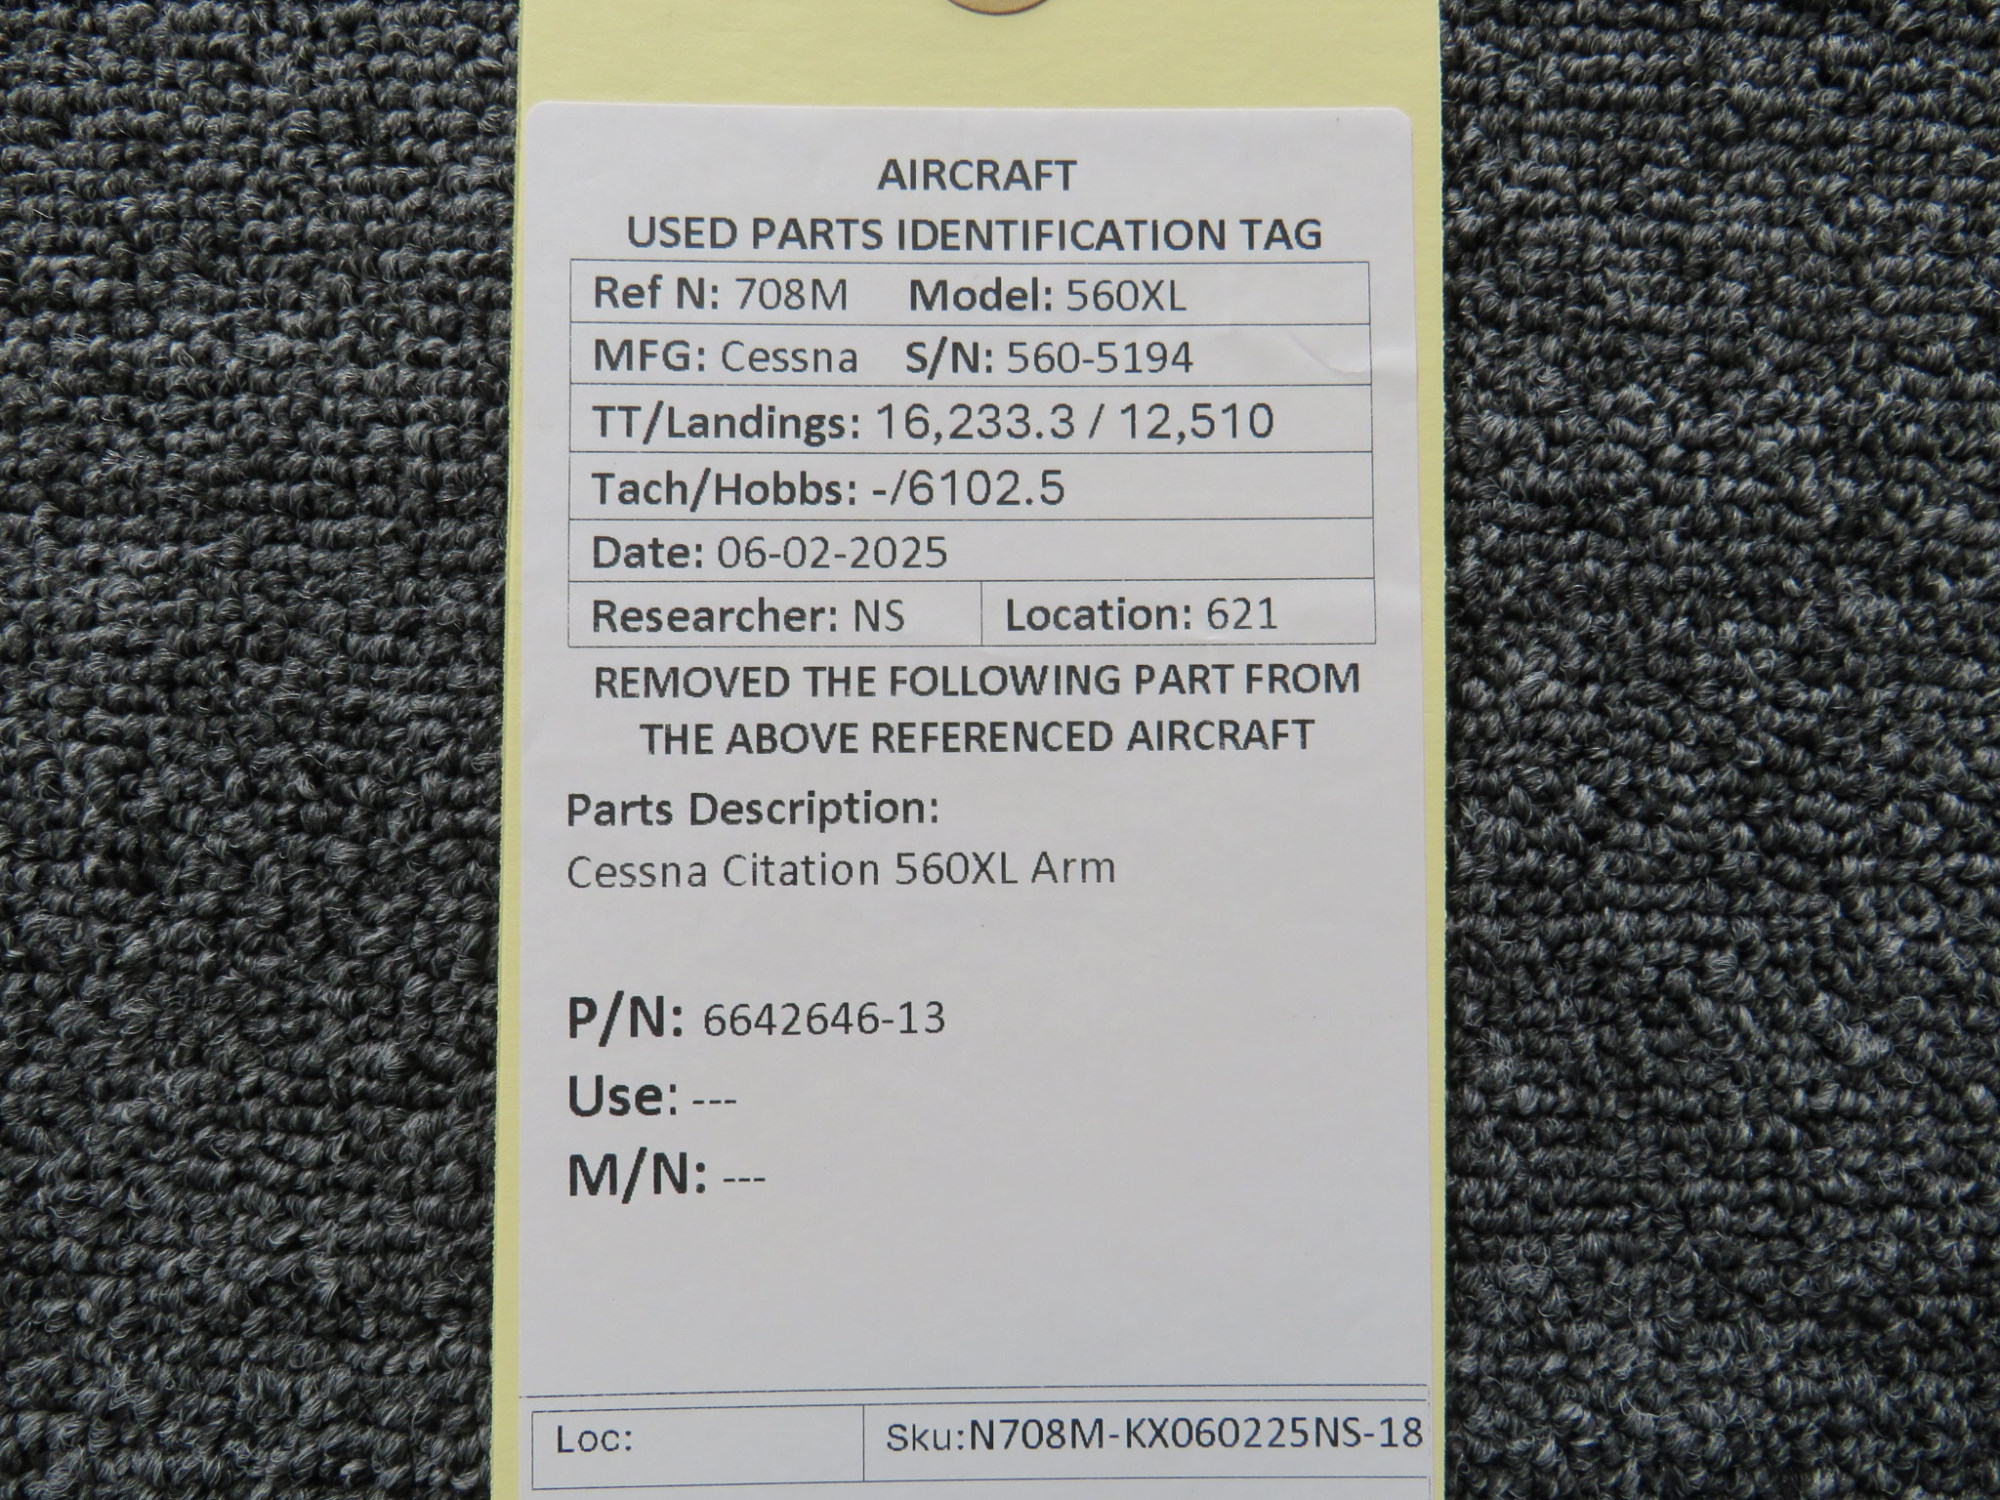 AIRCRAFT
USED PARTS IDENTIFICATION TAG
Ref N: 708M Model: 560XL
MFG: Cessna S/N: 560-5194
TT/Landings: 16,233.3 / 12,510
Tach/Hobbs: -/6102.5
Date: 06-02-2025
Researcher: NS Location: 621
REMOVED THE FOLLOWING PART FROM
THE ABOVE REFERENCED AIRCRAFT
Parts Description:
Cessna Citation 560XL Arm
P/N: 6642646-13
Use: ---
M/N: ---
Loc: Sku:N708M-KX060225NS-18